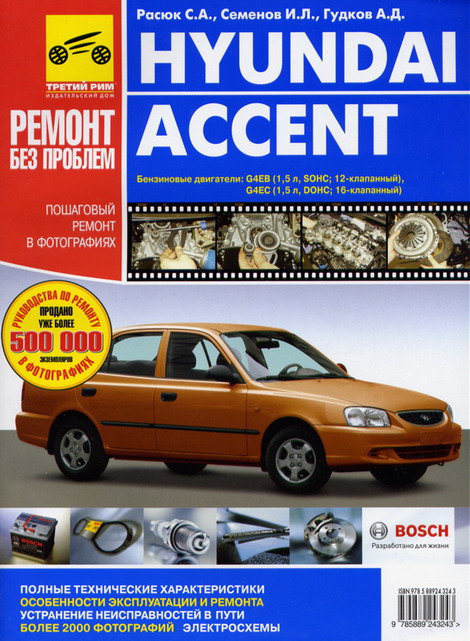 Расюк С.А., Семенов И.Л., Гудков А.Д.
ТРЕТИЙ РИМ
ИЗДАТЕЛЬСКИЙ ДОМ
HYUNDAI
ACCENT
РЕМОНТ
БЕЗ ПРОБЛЕМ
Бензиновые двигатели: G4EB (1,5 л, SOHC; 12-клапанный),
G4EC (1,5 л, DOHC; 16-клапанный)
ПОШАГОВЫЙ
РЕМОНТ
В ФОТОГРАФИЯХ
РУКОВОДСТВА ПО РЕМОНТУ
ПРОДАНО
УЖЕ БОЛЕЕ
500 000
ЭКЗЕМПЛЯРОВ
В ФОТОГРАФИЯХ
BOSCH
BOSCH
Разработано для жизни
ПОЛНЫЕ ТЕХНИЧЕСКИЕ ХАРАКТЕРИСТИКИ
ОСОБЕННОСТИ ЭКСПЛУАТАЦИИ И РЕМОНТА
УСТРАНЕНИЕ НЕИСПРАВНОСТЕЙ В ПУТИ
БОЛЕЕ 2000 ФОТОГРАФИЙ ЭЛЕКТРОСХЕМЫ
ISBN 978 5 88924 324 3
9 785889 243243 >